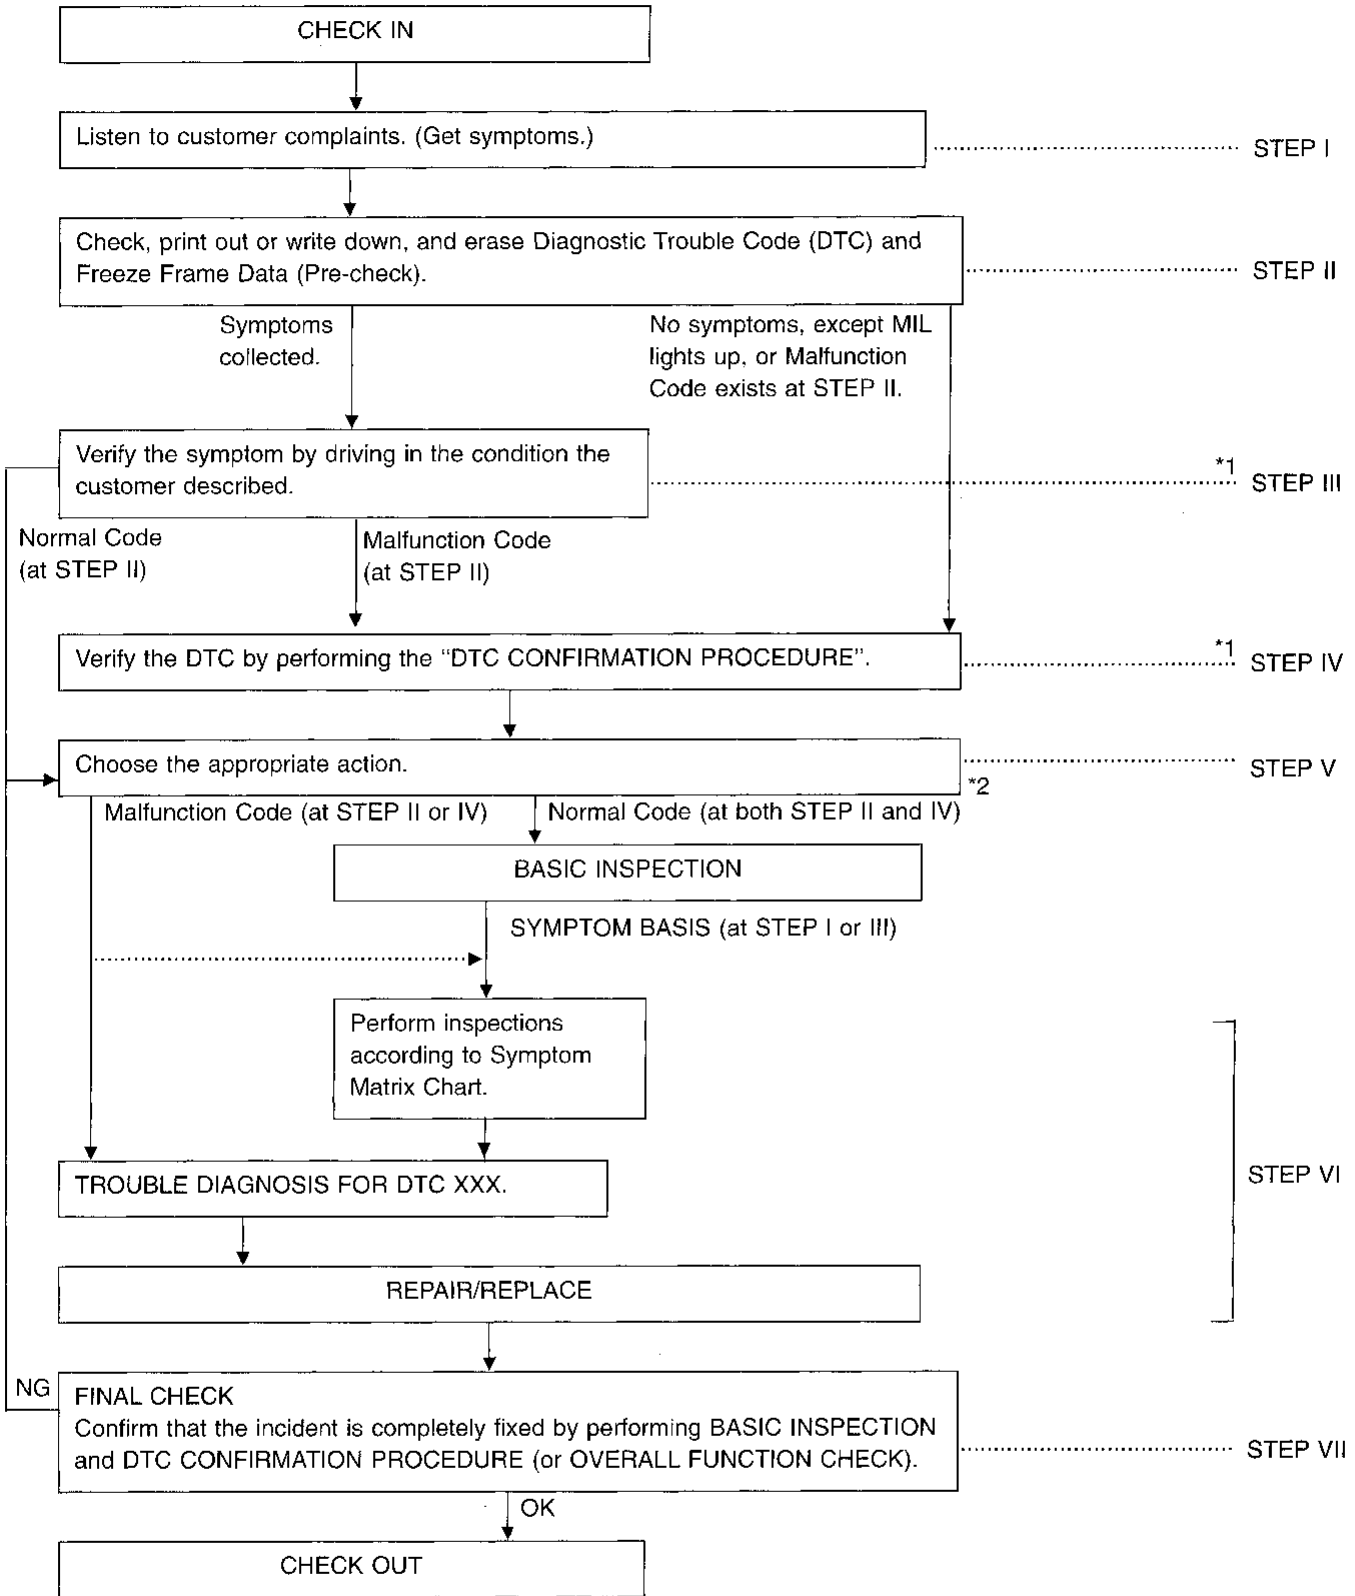 CHECK IN
Listen to customer complaints. (Get symptoms.)
STEP I
Check, print out or write down, and erase Diagnostic Trouble Code (DTC) and
Freeze Frame Data (Pre-check).
STEP II
Symptoms
collected.
No symptoms, except MIL
lights up, or Malfunction
Code exists at STEP II.
Verify the symptom by driving in the condition the
customer described.
*1
STEP III
Normal Code
(at STEP II)
Malfunction Code
(at STEP II)
Verify the DTC by performing the “DTC CONFIRMATION PROCEDURE”.
*1
STEP IV
Choose the appropriate action.
STEP V
*2
Malfunction Code (at STEP II or IV)
Normal Code (at both STEP II and IV)
BASIC INSPECTION
SYMPTOM BASIS (at STEP I or III)
Perform inspections
according to Symptom
Matrix Chart.
TROUBLE DIAGNOSIS FOR DTC XXX.
STEP VI
REPAIR/REPLACE
NG
FINAL CHECK
Confirm that the incident is completely fixed by performing BASIC INSPECTION
and DTC CONFIRMATION PROCEDURE (or OVERALL FUNCTION CHECK).
STEP VII
OK
CHECK OUT